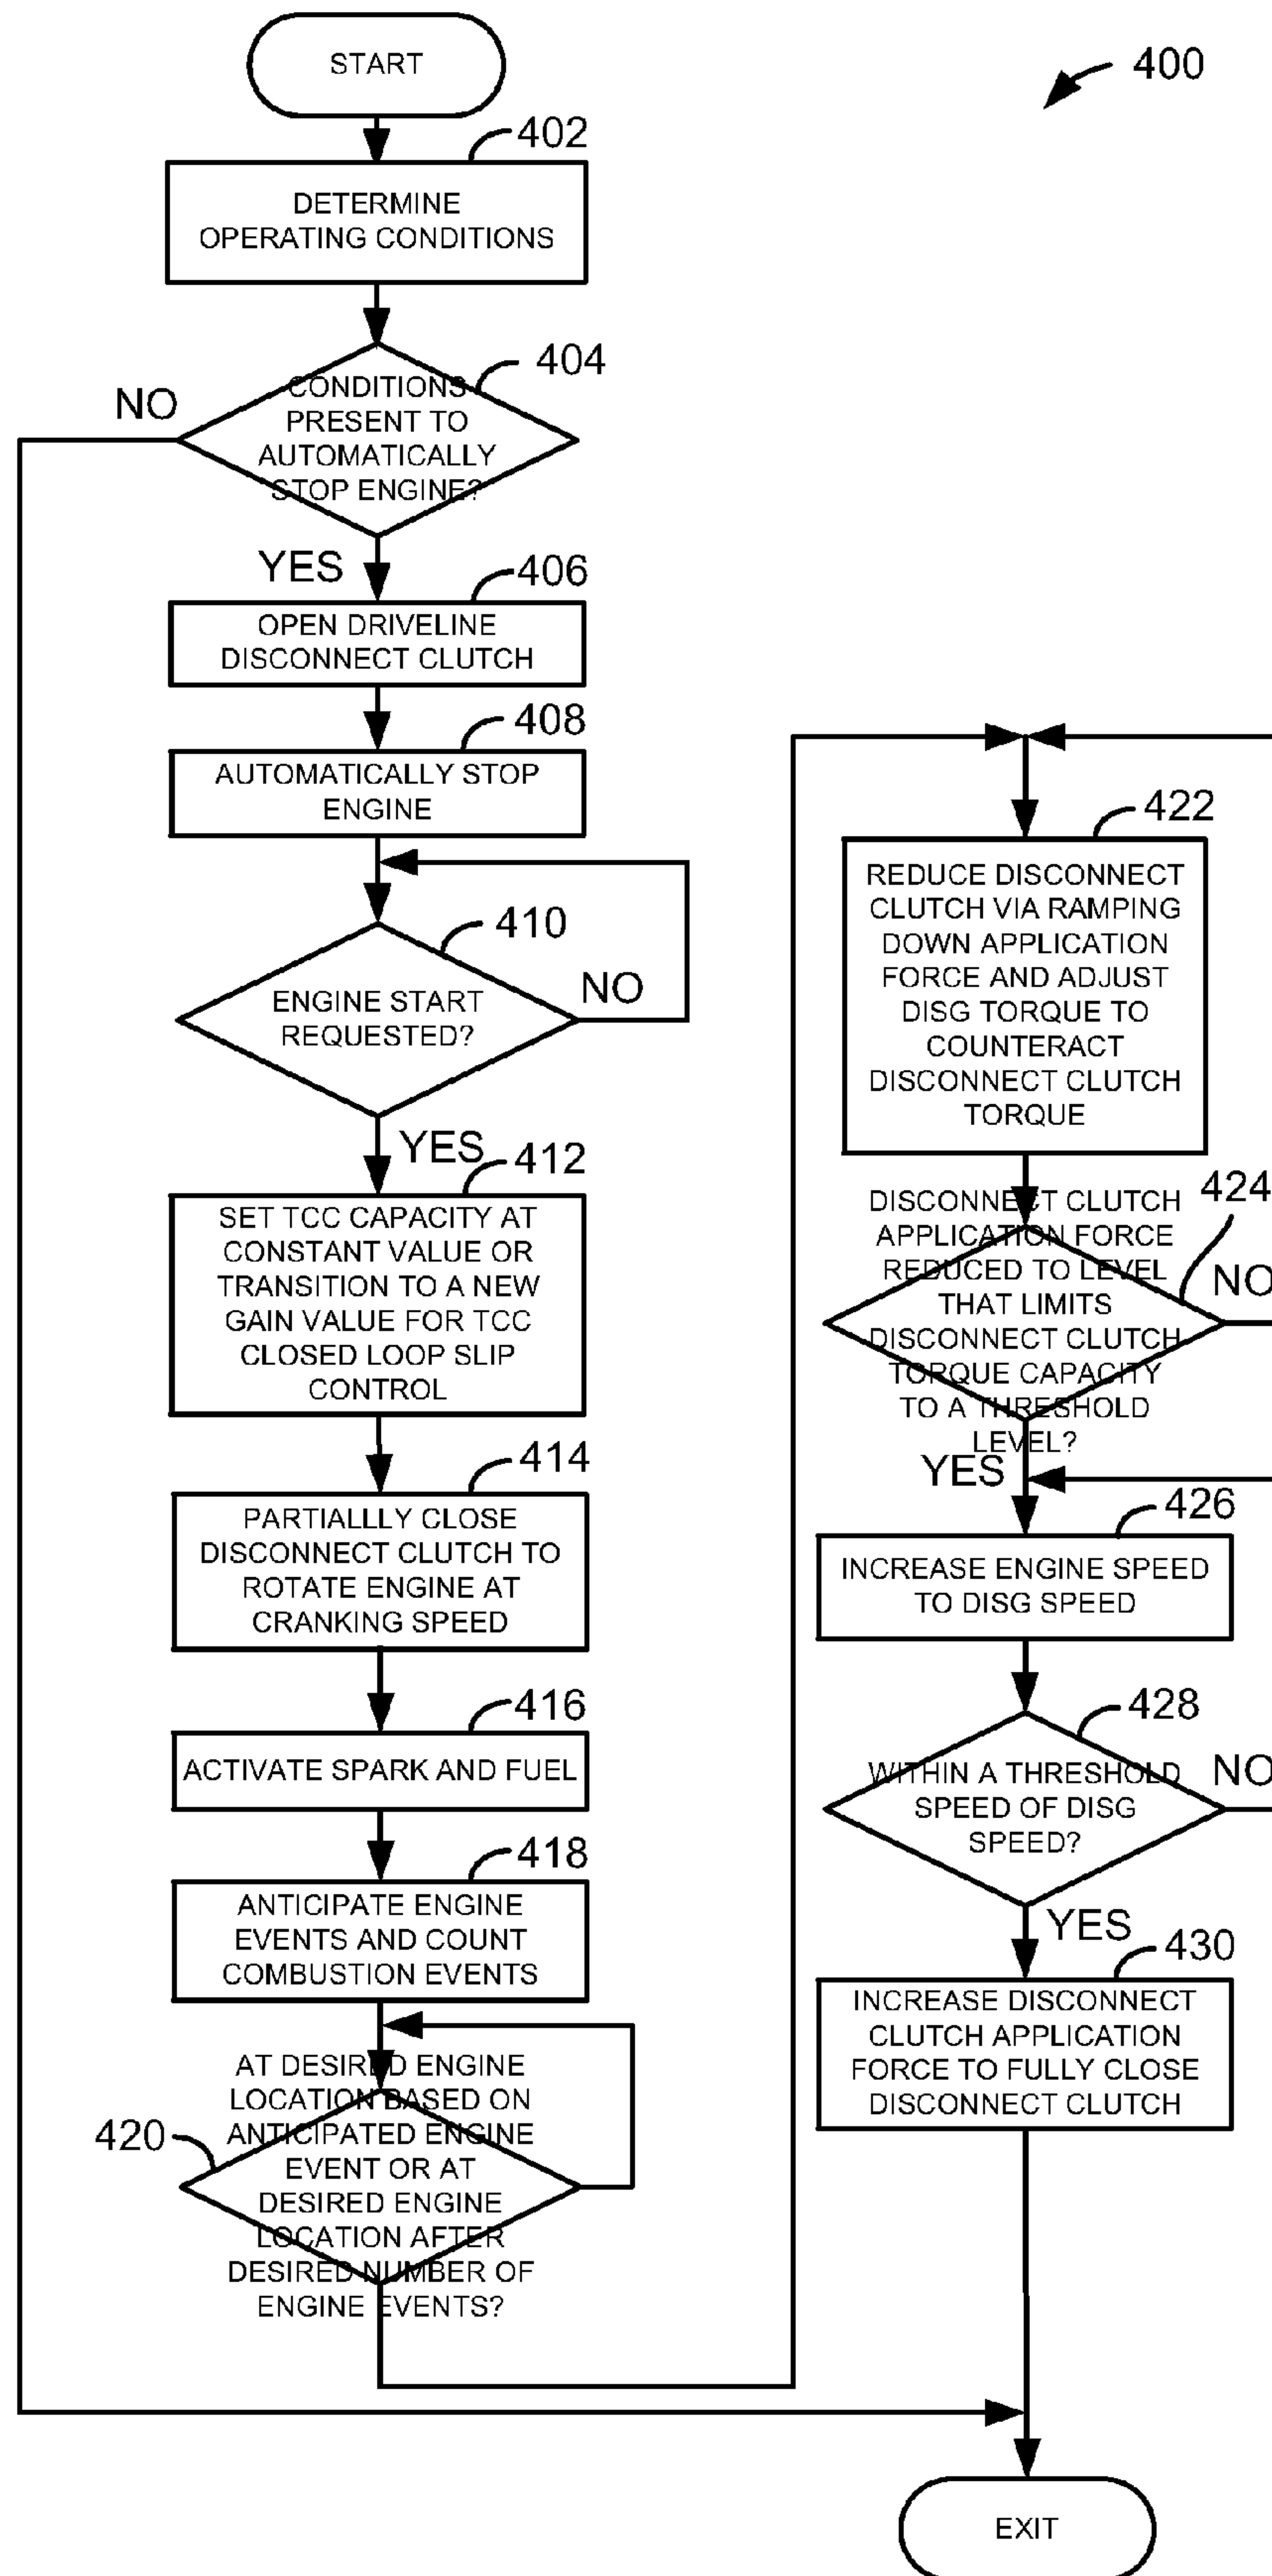 START
400
402
DETERMINE
OPERATING CONDITIONS
404
NO
CONDITIONS
PRESENT TO
AUTOMATICALLY
STOP ENGINE?
YES
406
OPEN DRIVELINE
DISCONNECT CLUTCH
408
AUTOMATICALLY STOP
ENGINE
410
ENGINE START
REQUESTED?
NO
YES
412
SET TCC CAPACITY AT
CONSTANT VALUE OR
TRANSITION TO A NEW
GAIN VALUE FOR TCC
CLOSED LOOP SLIP
CONTROL
414
PARTIALLLY CLOSE
DISCONNECT CLUTCH TO
ROTATE ENGINE AT
CRANKING SPEED
416
ACTIVATE SPARK AND FUEL
418
ANTICIPATE ENGINE
EVENTS AND COUNT
COMBUSTION EVENTS
420
AT DESIRED ENGINE
LOCATION BASED ON
ANTICIPATED ENGINE
EVENT OR AT
DESIRED ENGINE
LOCATION AFTER
DESIRED NUMBER OF
ENGINE EVENTS?
422
REDUCE DISCONNECT
CLUTCH VIA RAMPING
DOWN APPLICATION
FORCE AND ADJUST
DISG TORQUE TO
COUNTERACT
DISCONNECT CLUTCH
TORQUE
424
DISCONNECT CLUTCH
APPLICATION FORCE
REDUCED TO LEVEL
THAT LIMITS
DISCONNECT CLUTCH
TORQUE CAPACITY
TO A THRESHOLD
LEVEL?
NO
YES
426
INCREASE ENGINE SPEED
TO DISG SPEED
428
WITHIN A THRESHOLD
SPEED OF DISG
SPEED?
NO
YES
430
INCREASE DISCONNECT
CLUTCH APPLICATION
FORCE TO FULLY CLOSE
DISCONNECT CLUTCH
EXIT